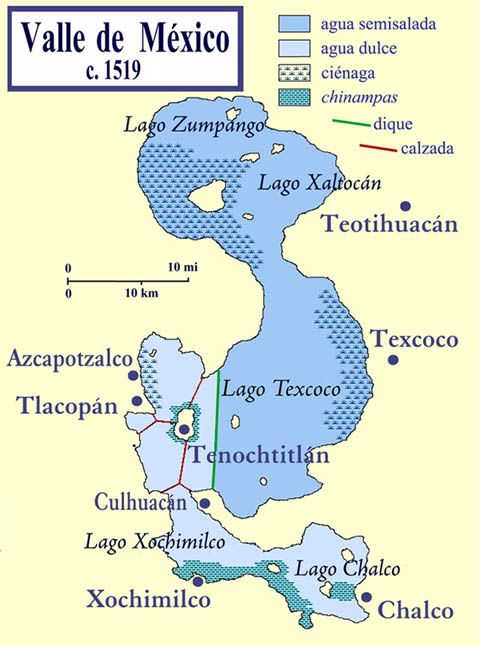 Valle de México
c. 1519
agua semisalada
agua dulce
ciénaga
chinampas
dique
calzada
Lago Zumpango
Lago Xaltocán
Teotihuacán
0 10 mi
0 10 km
Azcapotzalco
Texcoco
Tlacopán
Lago Texcoco
Tenochtitlán
Culhuacán
Lago Xochimilco
Lago Chalco
Xochimilco
Chalco